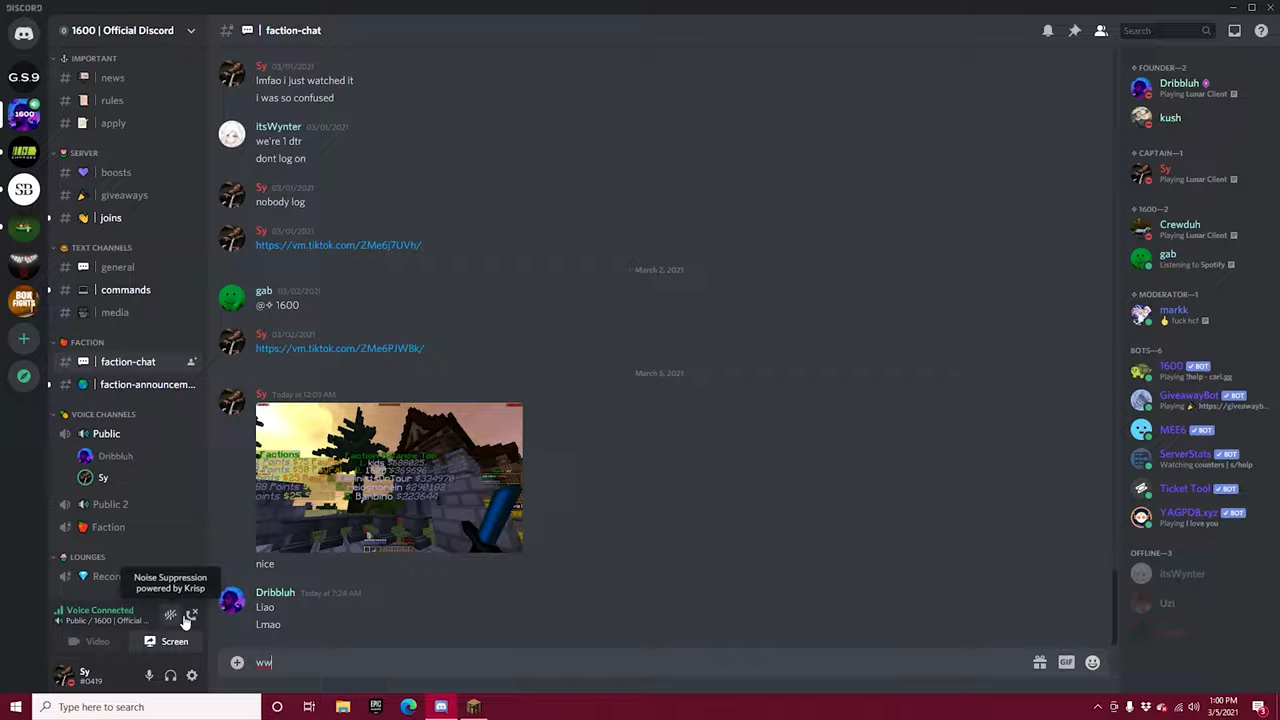 DISCORD
1600 | Official Discord
faction-chat
Search
G.S.9
1600
SB
BOX
FIGHTS
IMPORTANT
news
rules
apply
SERVER
boosts
giveaways
joins
TEXT CHANNELS
general
commands
media
FACTION
faction-chat
faction-announcem...
VOICE CHANNELS
Public
Dribbluh
Sy
Public 2
Faction
LOUNGES
Recor
Noise Suppression
powered by Krisp
Voice Connected
Public / 1600 | Official ...
Video
Screen
Sy
#0419
Sy 03/01/2021
lmfao i just watched it
I was so confused
itsWynter 03/01/2021
we're 1 dtr
dont log on
Sy 03/01/2021
nobody log
Sy 03/01/2021
https://vm.tiktok.com/ZMe6j7UVh/
March 2, 2021
gab 03/02/2021
@✧ 1600
Sy 03/02/2021
https://vm.tiktok.com/ZMe6PJWBk/
March 5, 2021
Sy Today at 12:03 AM
nice
Dribbluh Today at 7:24 AM
Liao
Lmao
ww
GIF
FOUNDER—2
Dribbluh
Playing Lunar Client
kush
CAPTAIN—1
Sy
Playing Lunar Client
1600—2
Crewduh
Playing Lunar Client
gab
Listening to Spotify
MODERATOR—1
markk
fuck hcf.
BOTS—6
1600 ✓ BOT
Playing !help - carl.gg
GiveawayBot ✓ BOT
Playing https://giveawayb...
MEE6 ✓ BOT
ServerStats ✓ BOT
Watching counters | s/help
Ticket Tool ✓ BOT
YAGPDB.xyz ✓ BOT
Playing I love you
OFFLINE—3
itsWynter
Uzi
Type here to search
EPIC
1:00 PM
3/5/2021
3